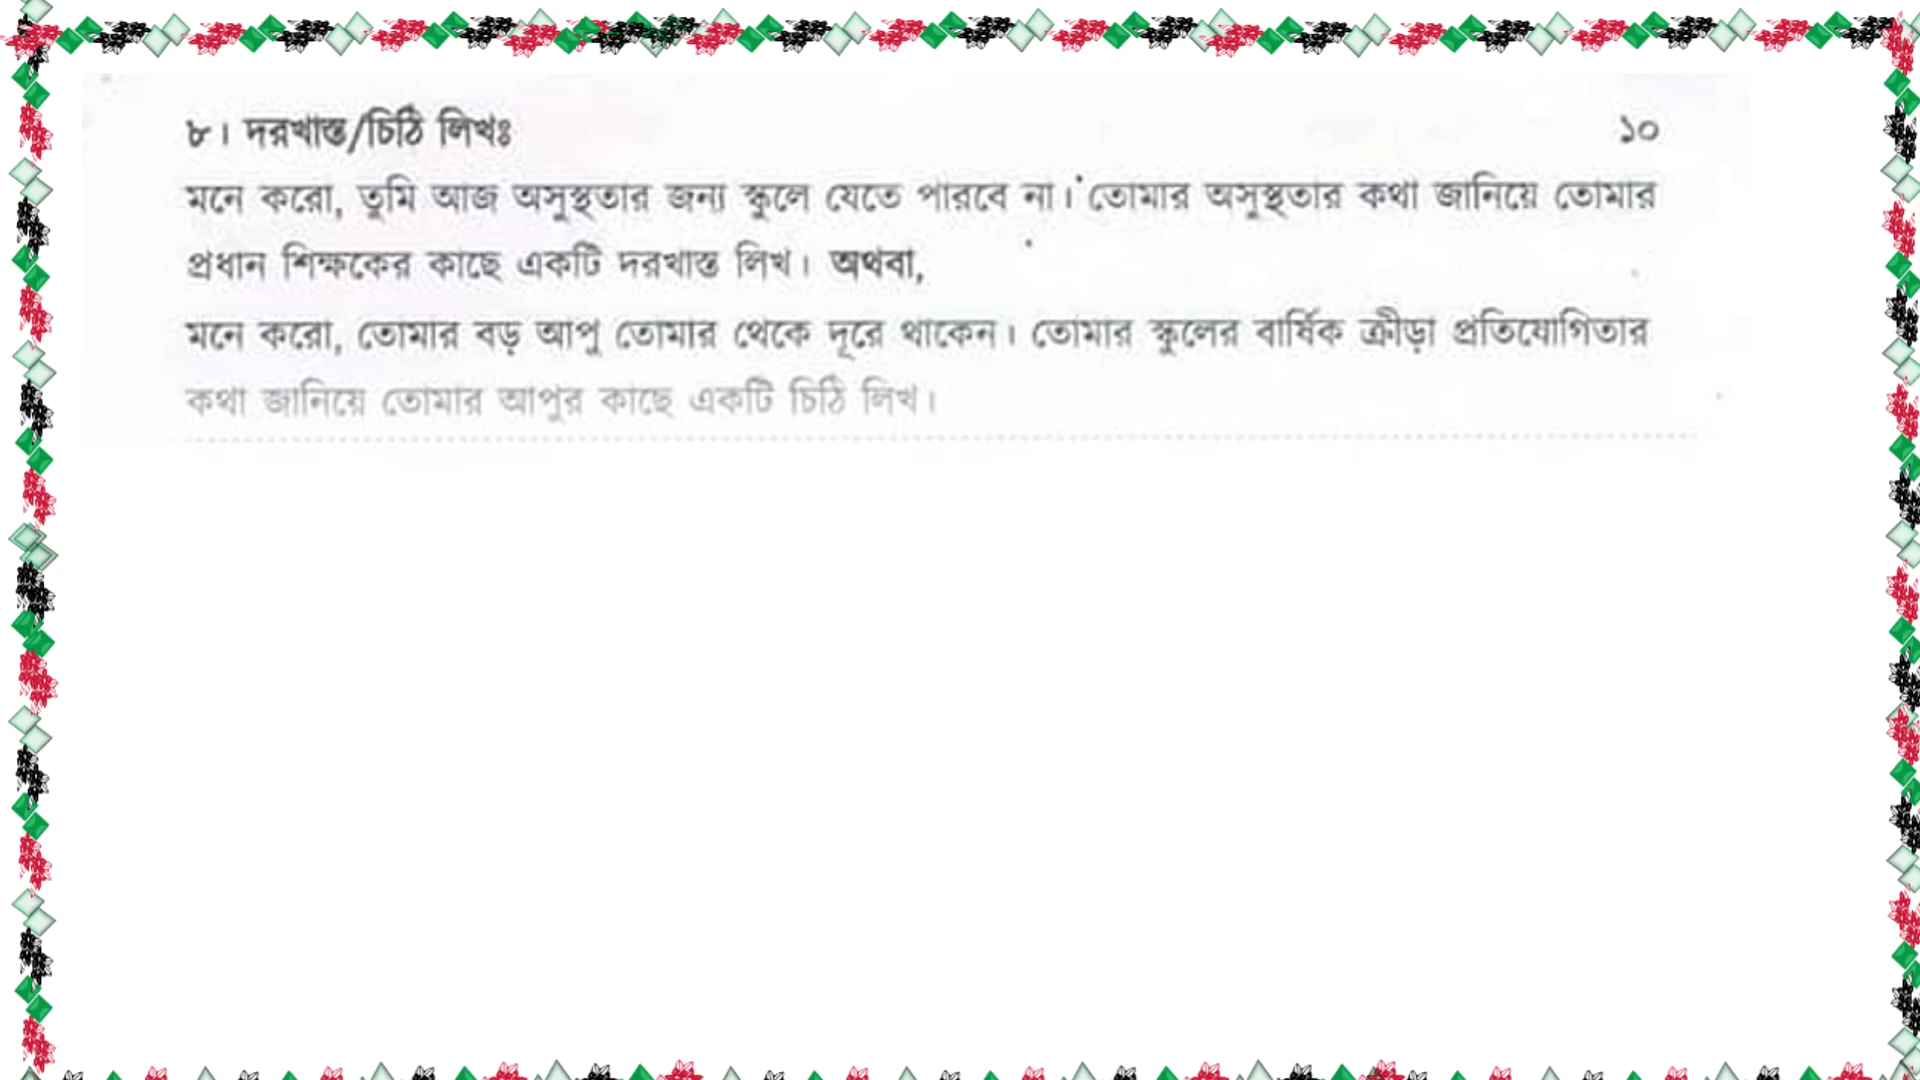 ৮। দরখাস্ত/চিঠি লিখঃ ১০
মনে করো, তুমি আজ অসুস্থতার জন্য স্কুলে যেতে পারবে না। তোমার অসুস্থতার কথা জানিয়ে তোমার
প্রধান শিক্ষকের কাছে একটি দরখাস্ত লিখ। অথবা,
মনে করো, তোমার বড় আপু তোমার থেকে দূরে থাকেন। তোমার স্কুলের বার্ষিক ক্রীড়া প্রতিযোগিতার
কথা জানিয়ে তোমার আপুর কাছে একটি চিঠি লিখ।